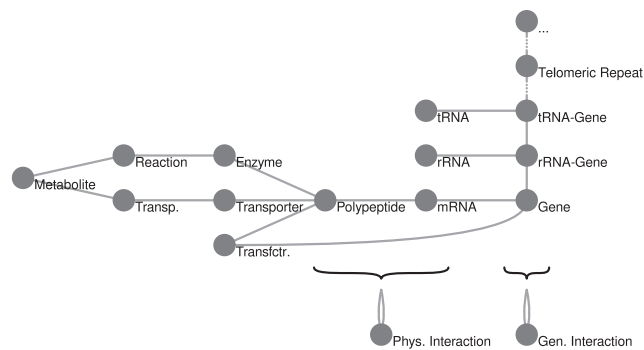 ...
Telomeric Repeat
tRNA
tRNA-Gene
Reaction
Enzyme
rRNA
rRNA-Gene
Metabolite
Transp.
Transporter
Polypeptide
mRNA
Gene
Transfctr.
Phys. Interaction
Gen. Interaction